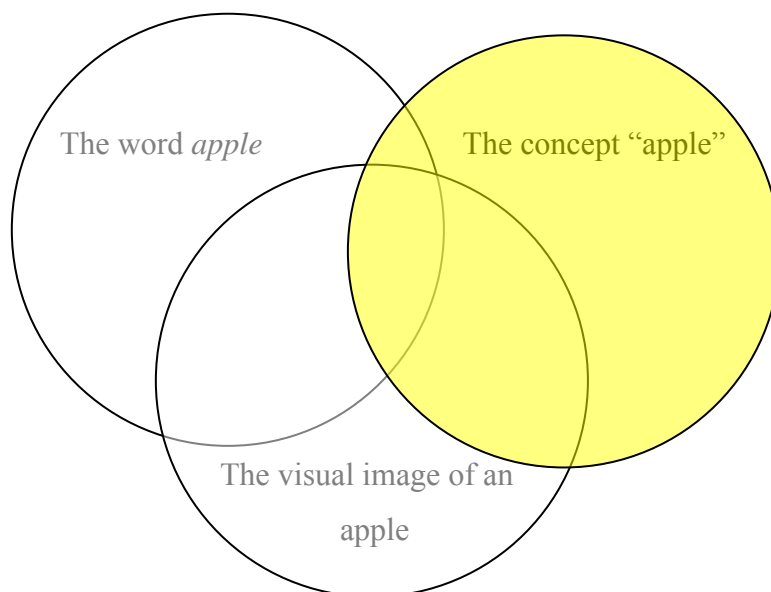 The word apple
The concept “apple”
The visual image of an
apple